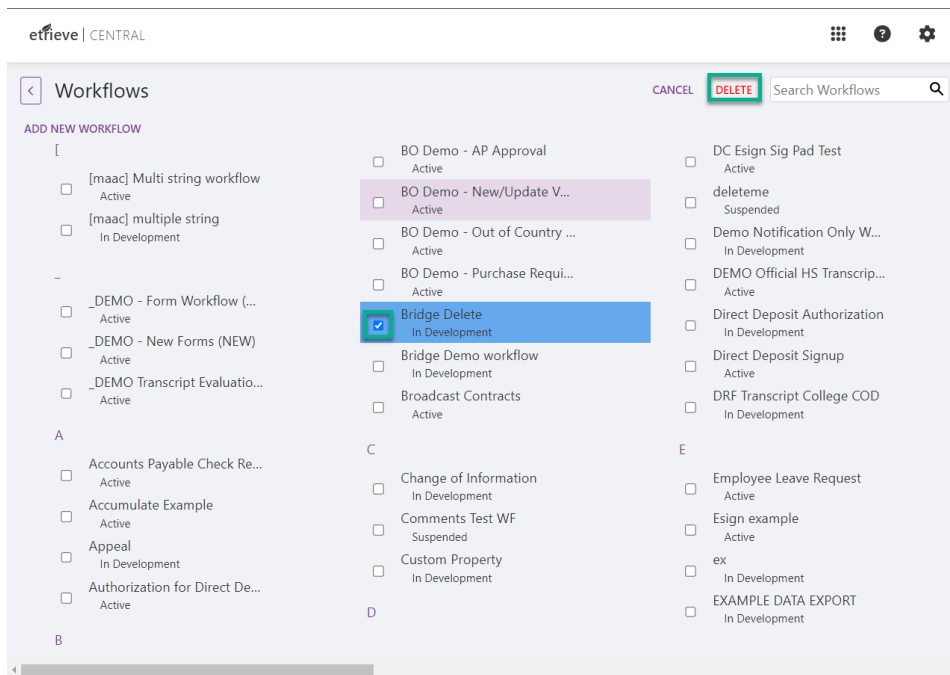 etrieve | CENTRAL
Workflows
CANCEL
DELETE
Search Workflows
ADD NEW WORKFLOW
[
[maac] Multi string workflow
Active
[maac] multiple string
In Development
_
_DEMO - Form Workflow (...
Active
_DEMO - New Forms (NEW)
Active
_DEMO Transcript Evaluatio...
Active
A
Accounts Payable Check Re...
Active
Accumulate Example
Active
Appeal
In Development
Authorization for Direct De...
Active
B
BO Demo - AP Approval
Active
BO Demo - New/Update V...
Active
BO Demo - Out of Country ...
Active
BO Demo - Purchase Requi...
Active
Bridge Delete
In Development
Bridge Demo workflow
In Development
Broadcast Contracts
Active
C
Change of Information
In Development
Comments Test WF
Suspended
Custom Property
In Development
D
DC Esign Sig Pad Test
Active
deleteme
Suspended
Demo Notification Only W...
In Development
DEMO Official HS Transcrip...
Active
Direct Deposit Authorization
In Development
Direct Deposit Signup
Active
DRF Transcript College COD
In Development
E
Employee Leave Request
Active
Esign example
Active
ex
In Development
EXAMPLE DATA EXPORT
In Development